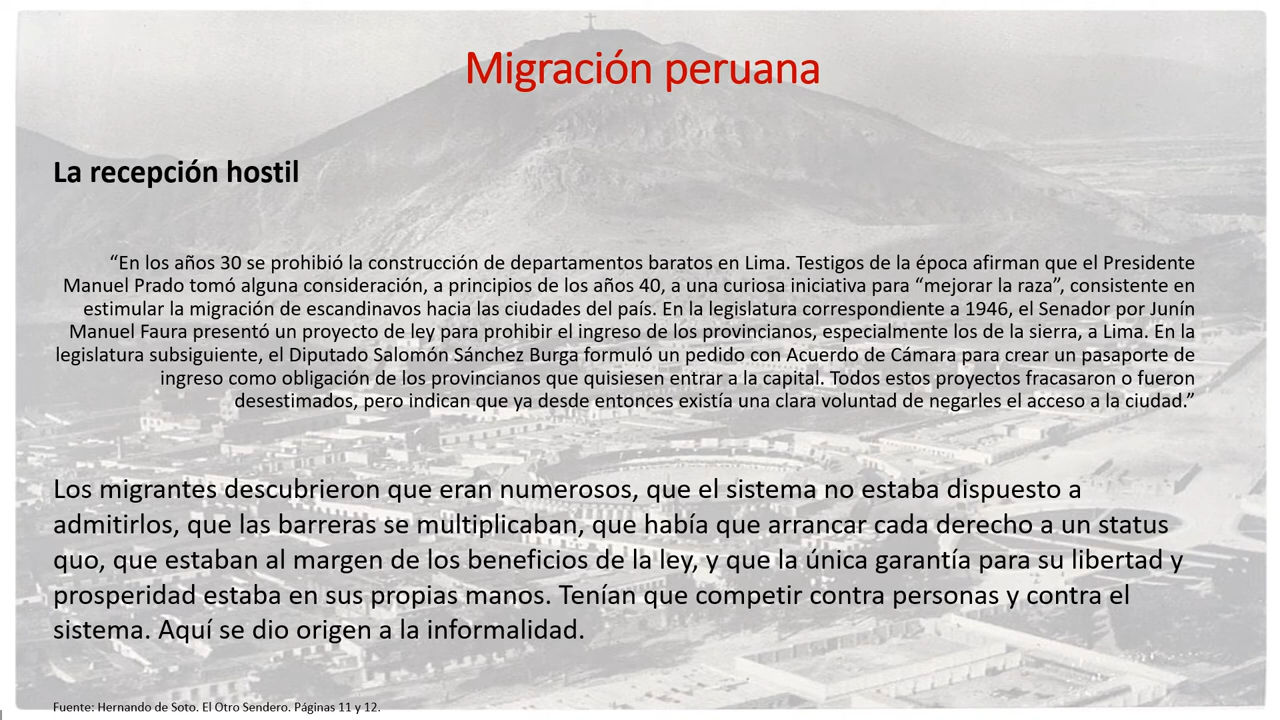 Migración peruana
La recepción hostil
“En los años 30 se prohibió la construcción de departamentos baratos en Lima. Testigos de la época afirman que el Presidente
Manuel Prado tomó alguna consideración, a principios de los años 40, a una curiosa iniciativa para “mejorar la raza”, consistente en
estimular la migración de escandinavos hacia las ciudades del país. En la legislatura correspondiente a 1946, el Senador por Junín
Manuel Faura presentó un proyecto de ley para prohibir el ingreso de los provincianos, especialmente los de la sierra, a Lima. En la
legislatura subsiguiente, el Diputado Salomón Sánchez Burga formuló un pedido con Acuerdo de Cámara para crear un pasaporte de
ingreso como obligación de los provincianos que quisiesen entrar a la capital. Todos estos proyectos fracasaron o fueron
desestimados, pero indican que ya desde entonces existía una clara voluntad de negarles el acceso a la ciudad.”
Los migrantes descubrieron que eran numerosos, que el sistema no estaba dispuesto a
admitirlos, que las barreras se multiplicaban, que había que arrancar cada derecho a un status
quo, que estaban al margen de los beneficios de la ley, y que la única garantía para su libertad y
prosperidad estaba en sus propias manos. Tenían que competir contra personas y contra el
sistema. Aquí se dio origen a la informalidad.
Fuente: Hernando de Soto. El Otro Sendero. Páginas 11 y 12.